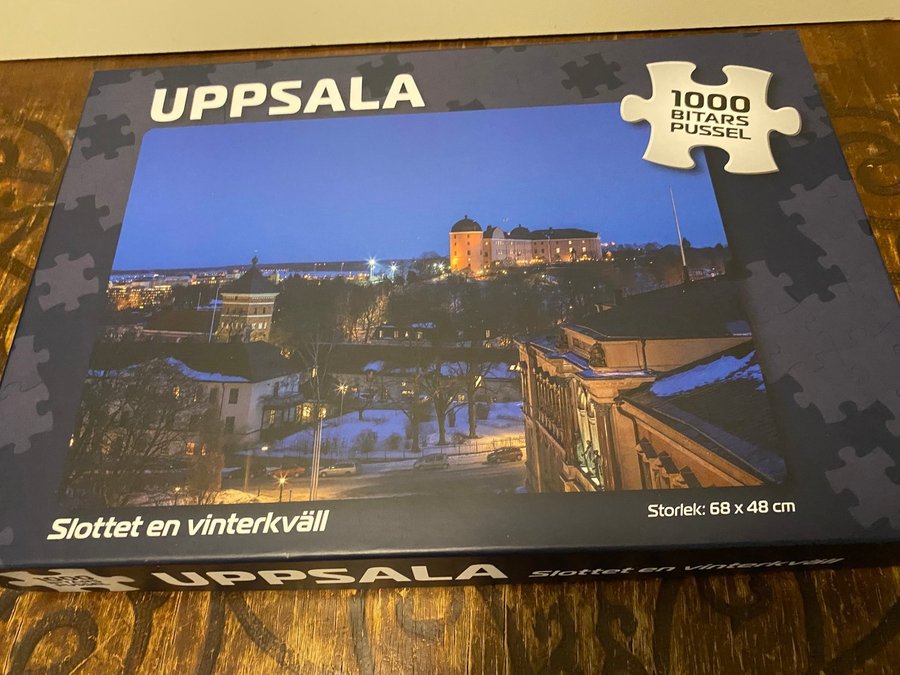 UPPSALA
1000
BITARS
PUSSEL
Slottet en vinterkväll
Storlek: 68 x 48 cm
UPPSALA
Slottet en vinterkväll